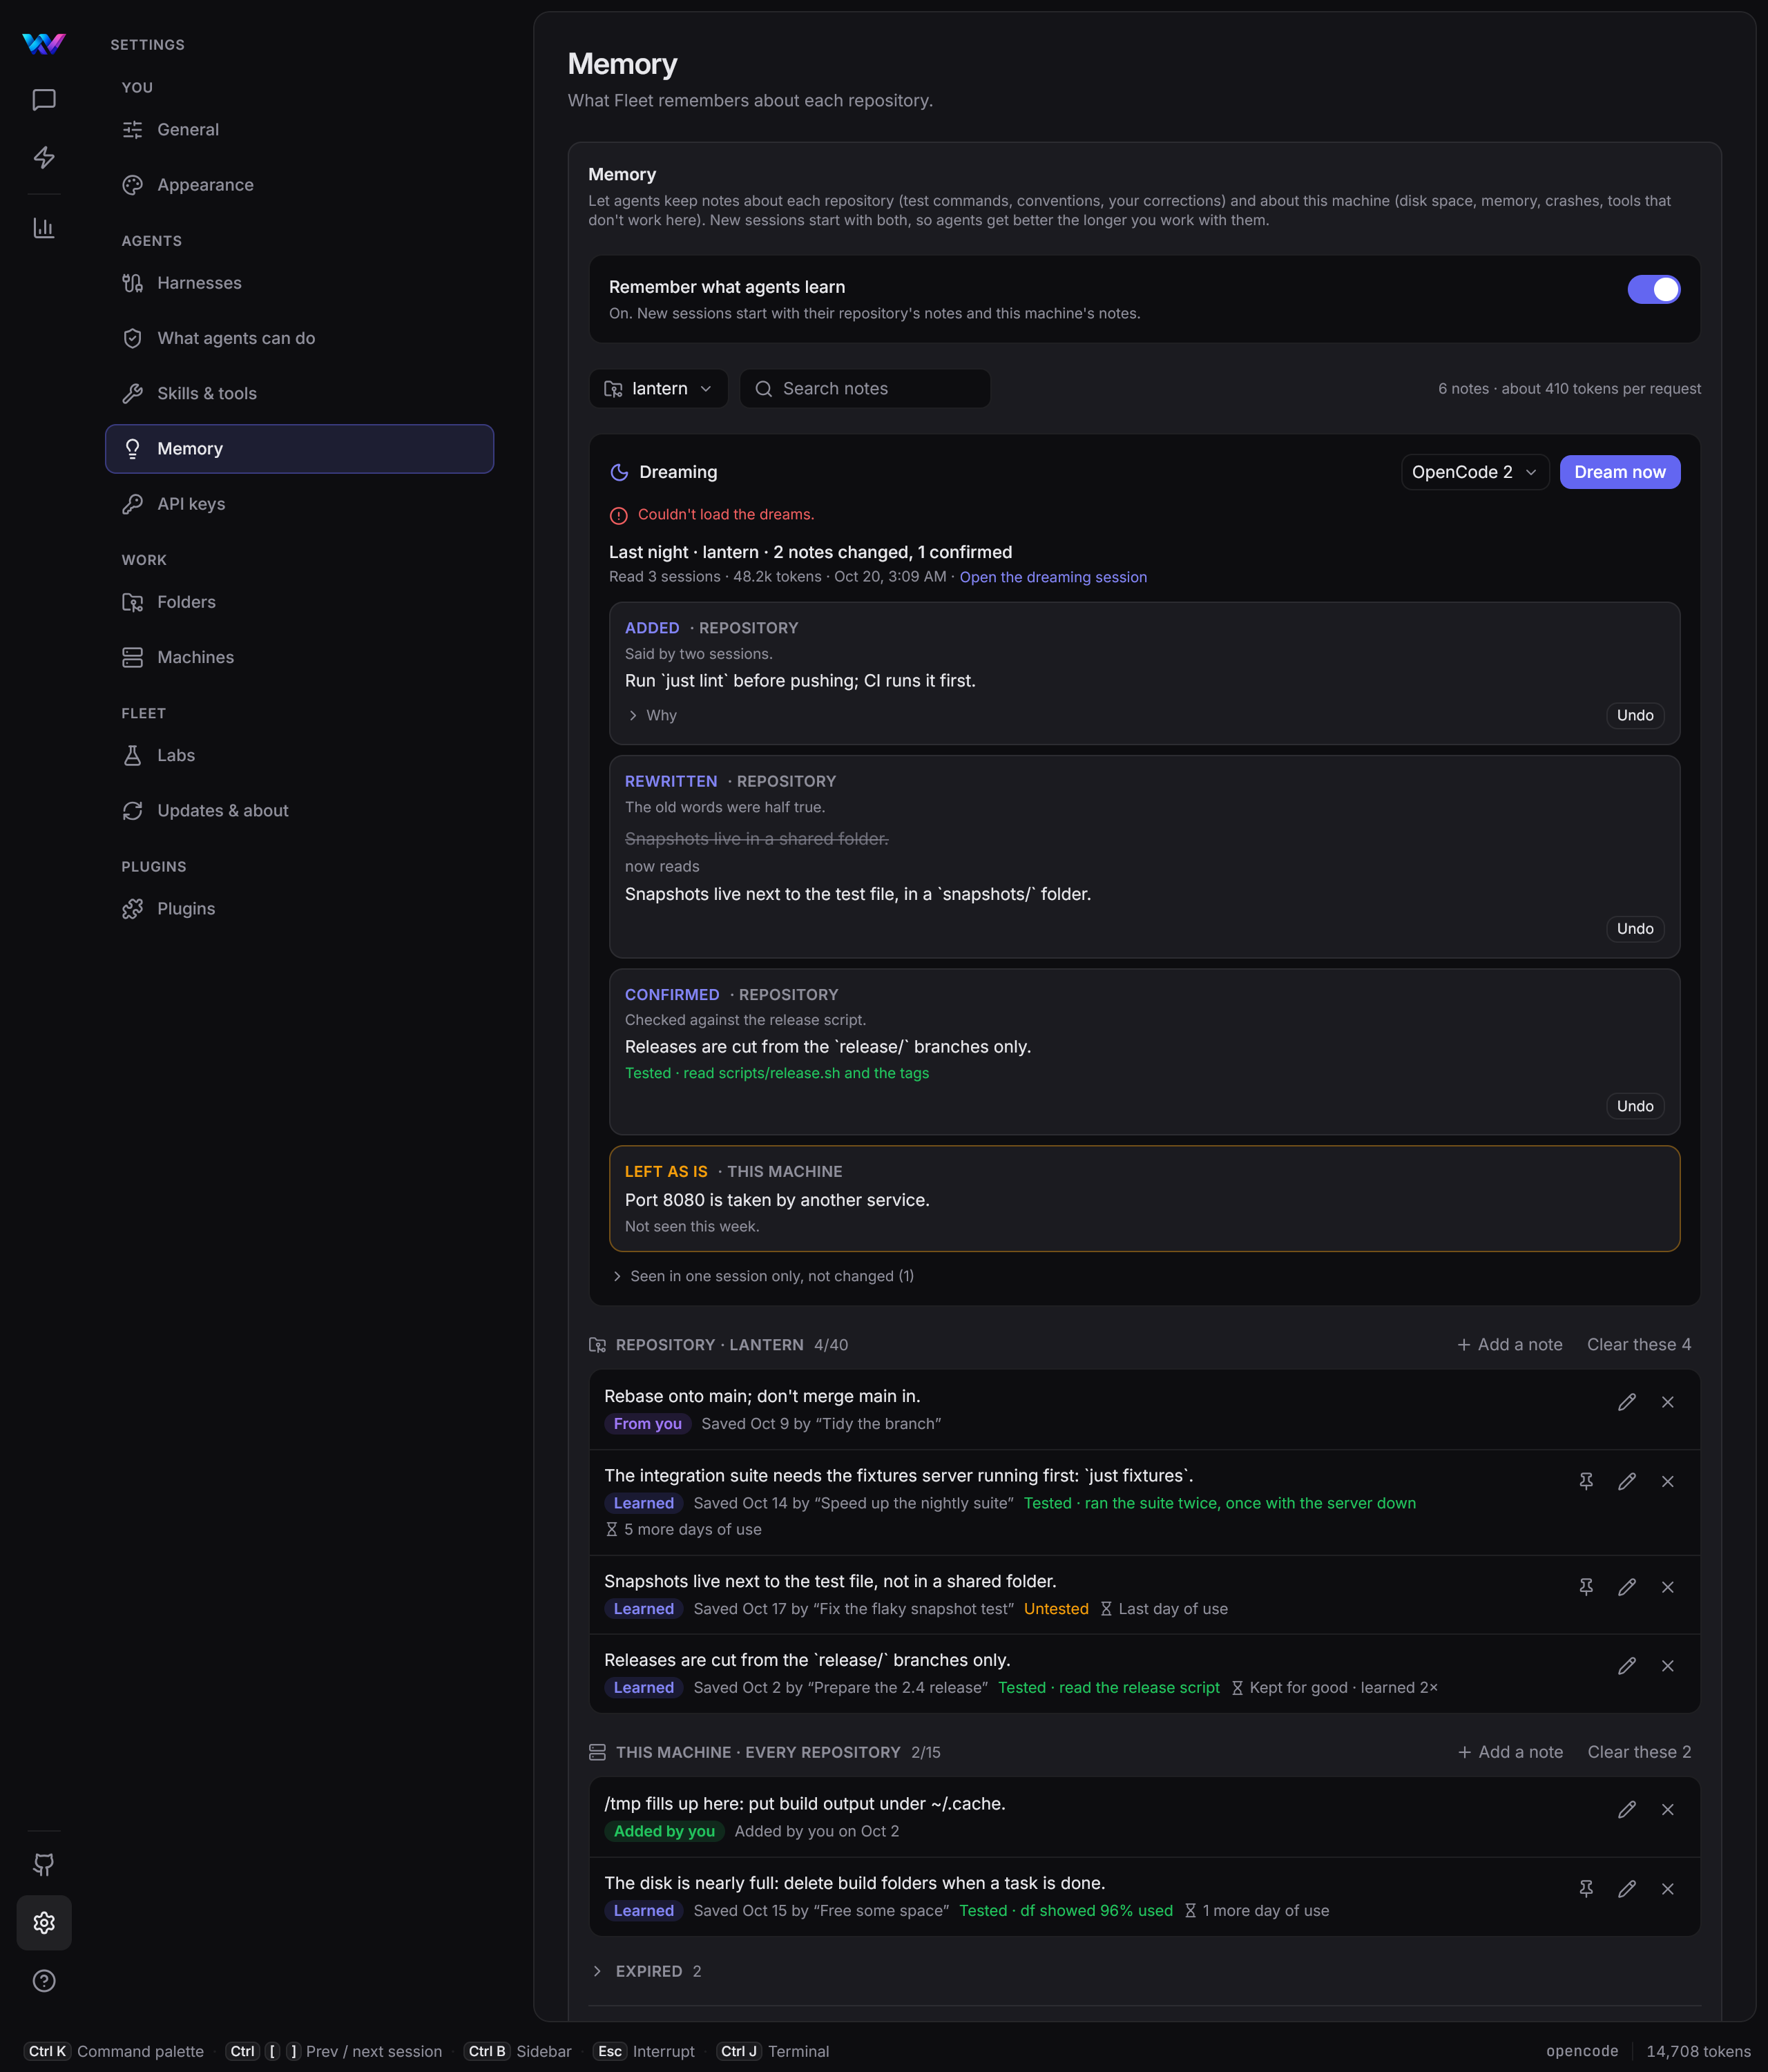 SETTINGS
YOU
General
Appearance
AGENTS
Harnesses
What agents can do
Skills & tools
Memory
API keys
WORK
Folders
Machines
FLEET
Labs
Updates & about
PLUGINS
Plugins
Memory
What Fleet remembers about each repository.
Memory
Let agents keep notes about each repository (test commands, conventions, your corrections) and about this machine (disk space, memory, crashes, tools that
don't work here). New sessions start with both, so agents get better the longer you work with them.
Remember what agents learn
On. New sessions start with their repository's notes and this machine's notes.
lantern Search notes 6 notes · about 410 tokens per request
Dreaming OpenCode 2 Dream now
Couldn't load the dreams.
Last night · lantern · 2 notes changed, 1 confirmed
Read 3 sessions · 48.2k tokens · Oct 20, 3:09 AM · Open the dreaming session
ADDED · REPOSITORY
Said by two sessions.
Run `just lint` before pushing; CI runs it first.
Why Undo
REWRITTEN · REPOSITORY
The old words were half true.
Snapshots live in a shared folder.
now reads
Snapshots live next to the test file, in a `snapshots/` folder.
Undo
CONFIRMED · REPOSITORY
Checked against the release script.
Releases are cut from the `release/` branches only.
Tested · read scripts/release.sh and the tags
Undo
LEFT AS IS · THIS MACHINE
Port 8080 is taken by another service.
Not seen this week.
Seen in one session only, not changed (1)
REPOSITORY · LANTERN 4/40 + Add a note Clear these 4
Rebase onto main; don't merge main in.
From you Saved Oct 9 by “Tidy the branch”
The integration suite needs the fixtures server running first: `just fixtures`.
Learned Saved Oct 14 by “Speed up the nightly suite” Tested · ran the suite twice, once with the server down
5 more days of use
Snapshots live next to the test file, not in a shared folder.
Learned Saved Oct 17 by “Fix the flaky snapshot test” Untested Last day of use
Releases are cut from the `release/` branches only.
Learned Saved Oct 2 by “Prepare the 2.4 release” Tested · read the release script Kept for good · learned 2×
THIS MACHINE · EVERY REPOSITORY 2/15 + Add a note Clear these 2
/tmp fills up here: put build output under ~/.cache.
Added by you Added by you on Oct 2
The disk is nearly full: delete build folders when a task is done.
Learned Saved Oct 15 by “Free some space” Tested · df showed 96% used 1 more day of use
EXPIRED 2
Ctrl K Command palette · Ctrl [ ] Prev / next session · Ctrl B Sidebar · Esc Interrupt · Ctrl J Terminal opencode 14,708 tokens